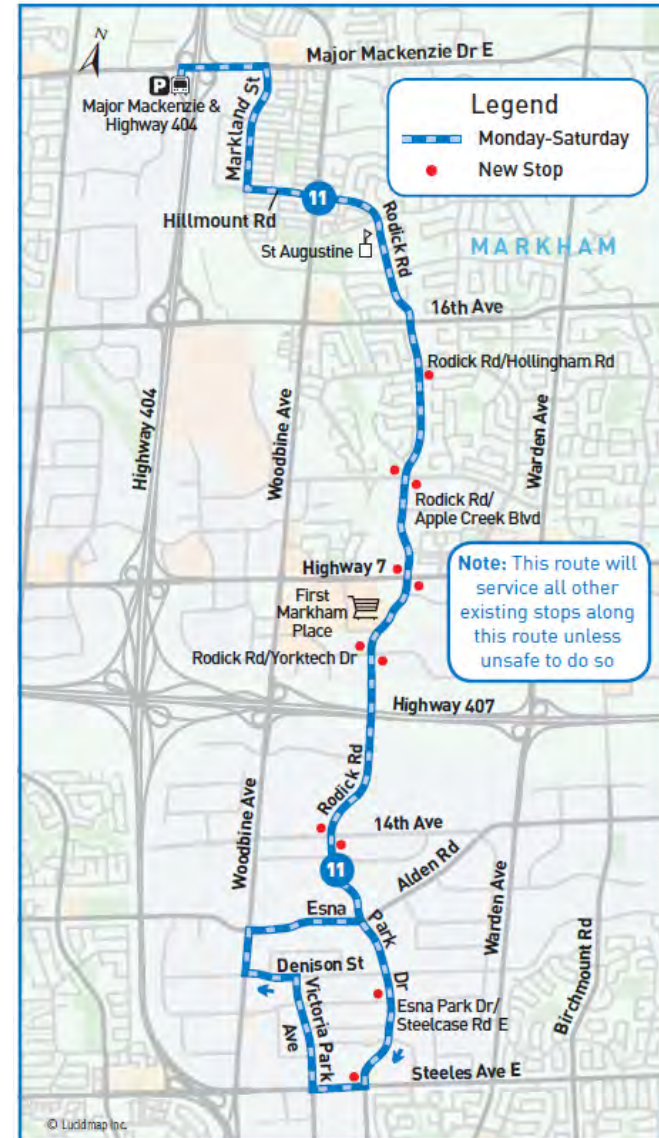 N
Major Mackenzie Dr E
P
Major Mackenzie &
Highway 404
Markland St
Legend
Monday-Saturday
New Stop
Hillmount Rd
11
Rodick Rd
St Augustine
MARKHAM
16th Ave
Rodick Rd/Hollingham Rd
Highway 404
Woodbine Ave
Warden Ave
Rodick Rd/
Apple Creek Blvd
Highway 7
Note: This route will
service all other
existing stops along
this route unless
unsafe to do so
First
Markham
Place
Rodick Rd/Yorktech Dr
Highway 407
Rodick Rd
14th Ave
Woodbine Ave
11
Alden Rd
Warden Ave
Birchmount Rd
Esna Park Dr
Denison St
Victoria Park
Ave
Esna Park Dr/
Steelcase Rd E
Steeles Ave E
© Lucidmap Inc.